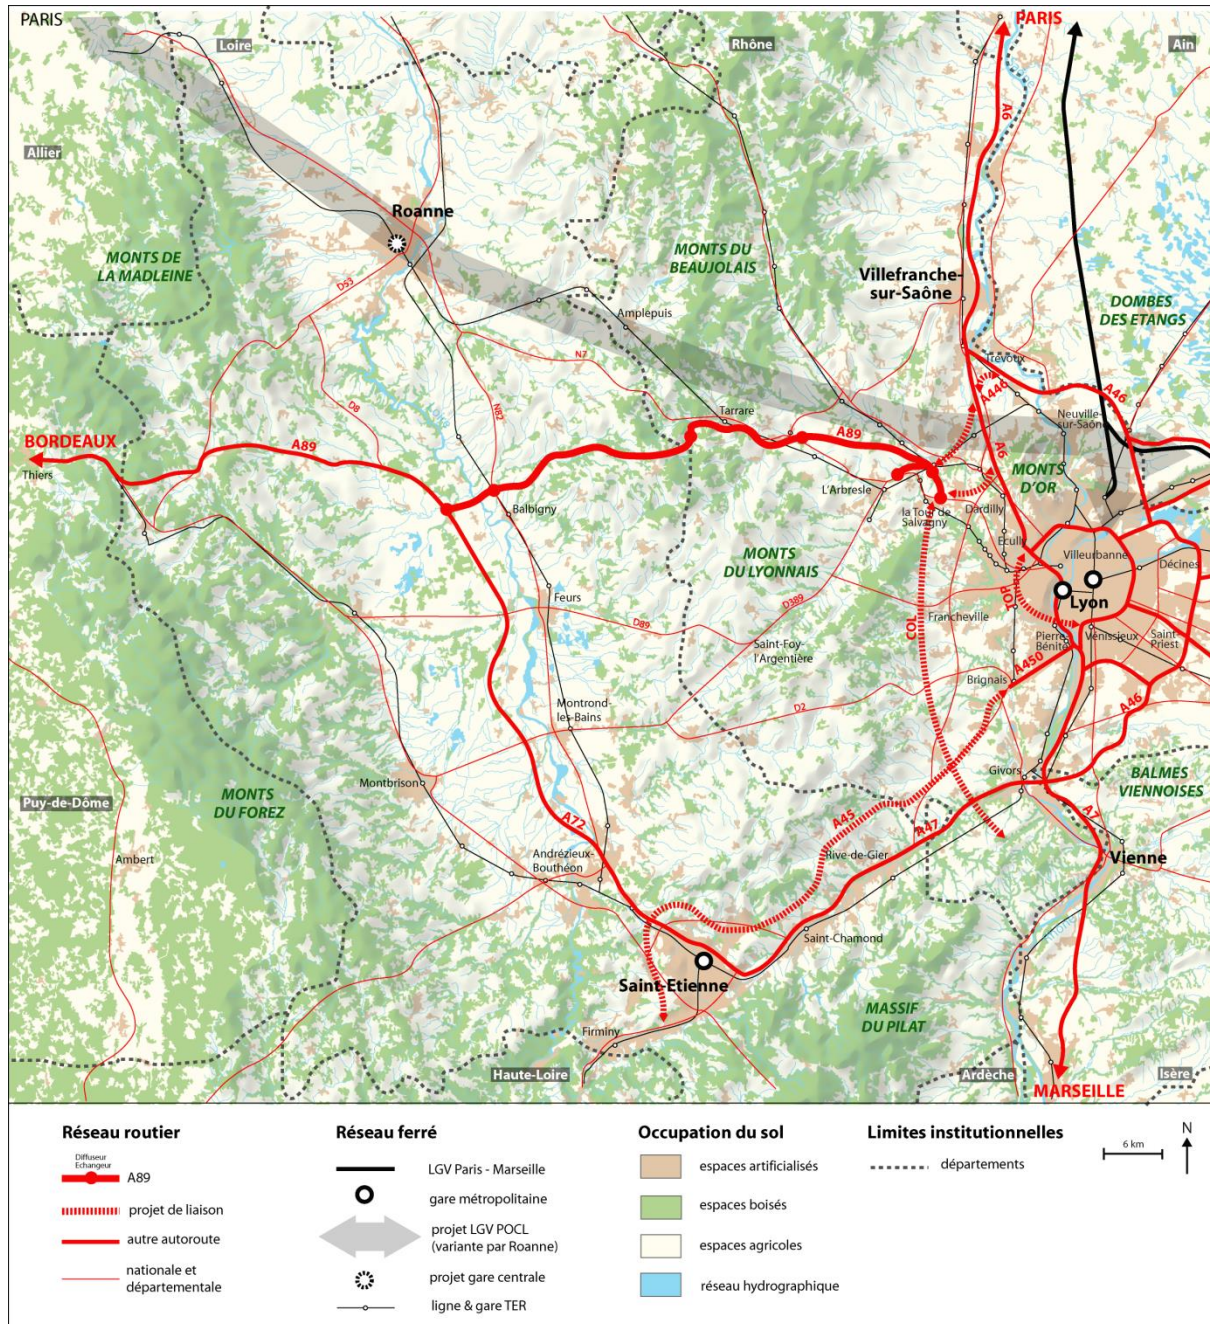 PARIS
PARIS
Loire
Rhône
Ain
A6
Allier
Roanne
MONTS DE
LA MADLEINE
MONTS DU
BEAUJOLAIS
Villefranche-
sur-Saône
DOMBES
DES ETANGS
D53
Amplepuis
N7
Trévoux
A46
A446
D8
N82
Tarrare
Neuville-
sur-Saône
A46
BORDEAUX
Thiers
A89
A89
A6
MONTS
D'OR
L'Arbresle
la Tour de
Salvagny
Dardilly
Balbigny
Ecully
Villeurbanne
Décines
MONTS
DU LYONNAIS
TOP
Lyon
Feurs
D89
D389
COL
Francheville
Saint-Foy-
l'Argentière
Pierre
Bénite
Vénissieux
Saint-
Priest
A450
Brignais
Montrond-
les-Bains
D2
A46
Montbrison
Givors
BALMES
VIENNOISES
Puy-de-Dôme
MONTS
DU FOREZ
A72
A45
A47
A7
Ambert
Andrézieux-
Bouthéon
Rive-de-Gier
Vienne
Saint-Chamond
Saint-Etienne
MASSIF
DU PILAT
Firminy
Haute-Loire
Ardèche
Isère
MARSEILLE
Réseau routier
Diffuseur
Echangeur
A89
projet de liaison
autre autoroute
nationale et
départementale
Réseau ferré
LGV Paris - Marseille
gare métropolitaine
projet LGV POCL
(variante par Roanne)
projet gare centrale
ligne & gare TER
Occupation du sol
espaces artificialisés
espaces boisés
espaces agricoles
réseau hydrographique
Limites institutionnelles
départements
6 km
N